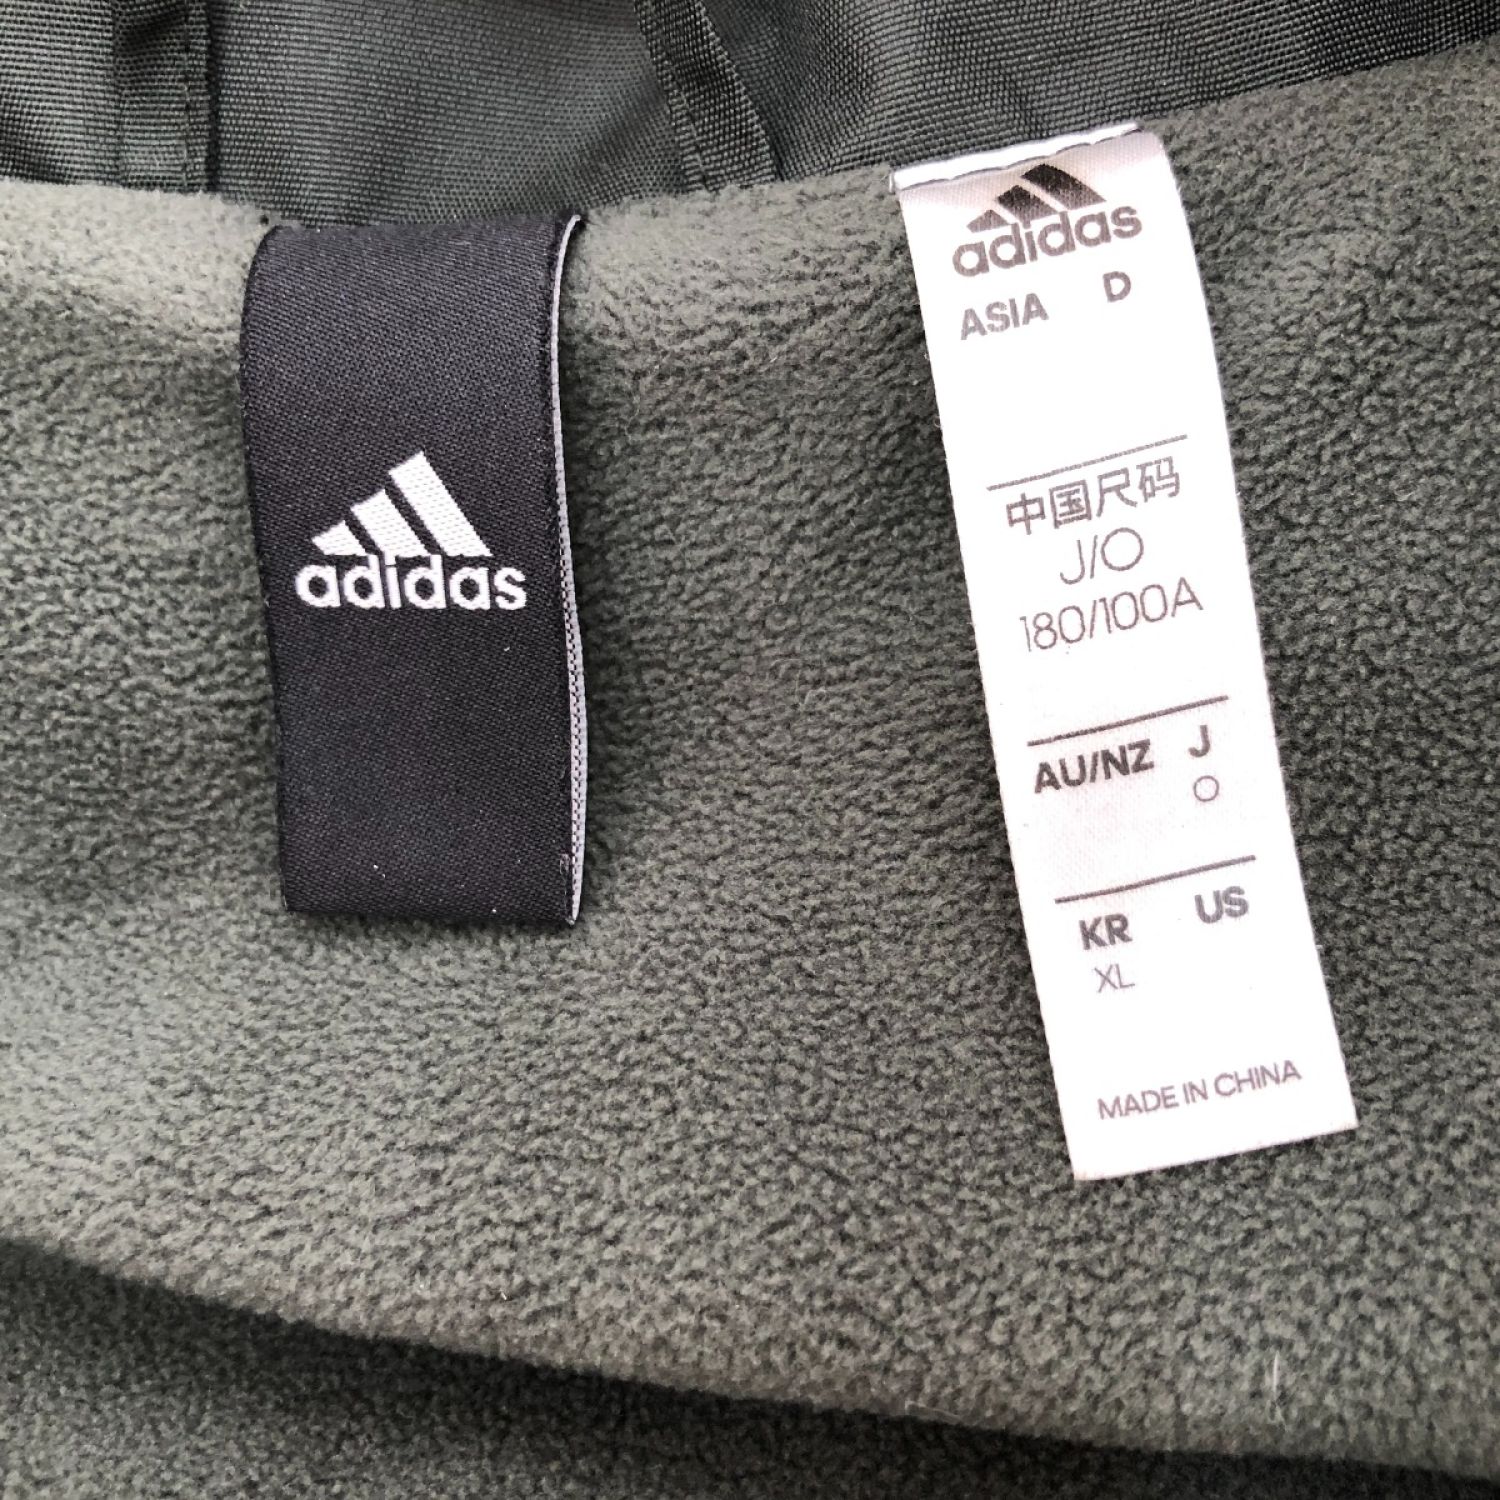 adidas
adidas
ASIA D
中国尺码
J/O
180/100A
AU/NZ J
O
KR US
XL
MADE IN CHINA